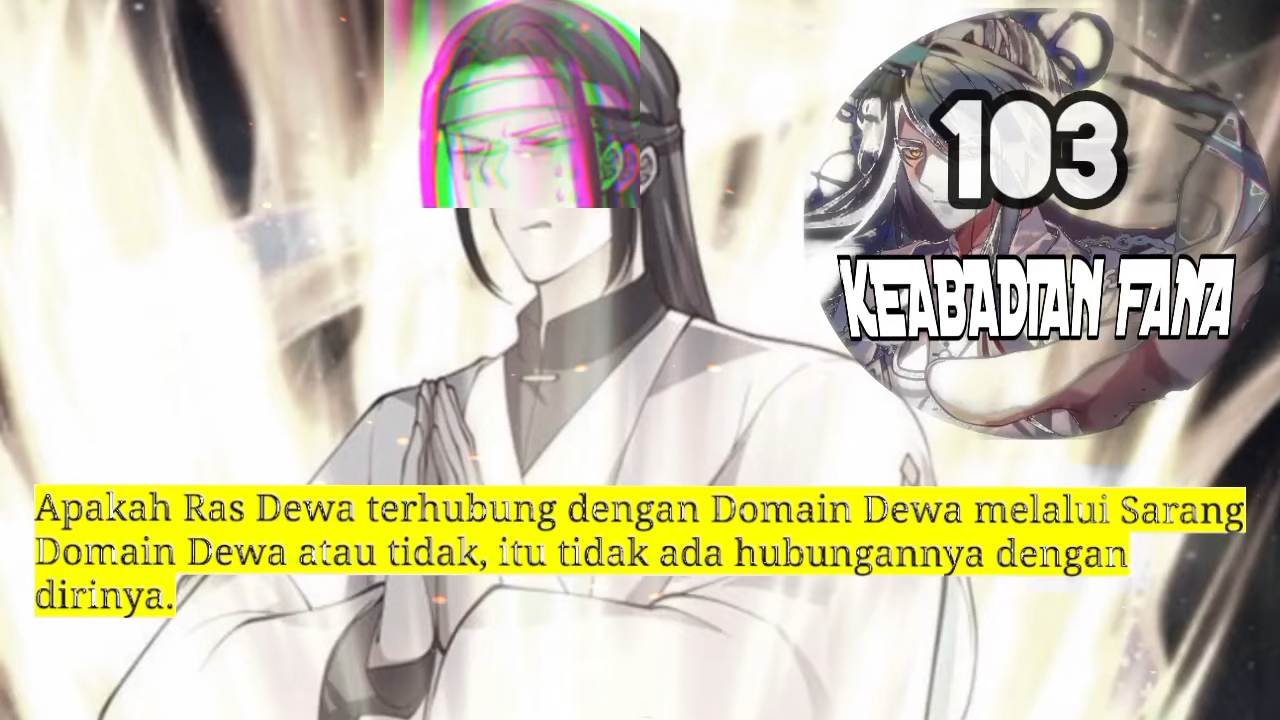 103
KEABADIAN FANA
Apakah Ras Dewa terhubung dengan Domain Dewa melalui Sarang
Domain Dewa atau tidak, itu tidak ada hubungannya dengan
dirinya.